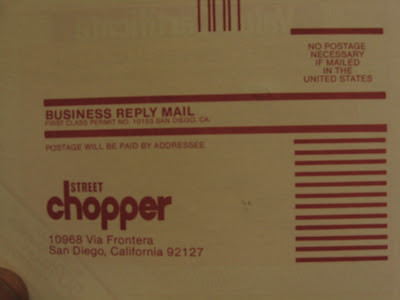 NO POSTAGE
NECESSARY
IF MAILED
IN THE
UNITED STATES
BUSINESS REPLY MAIL
FIRST CLASS PERMIT NO. 10153 SAN DIEGO, CA.
POSTAGE WILL BE PAID BY ADDRESSEE
STREET
chopper
10968 Via Frontera
San Diego, California 92127